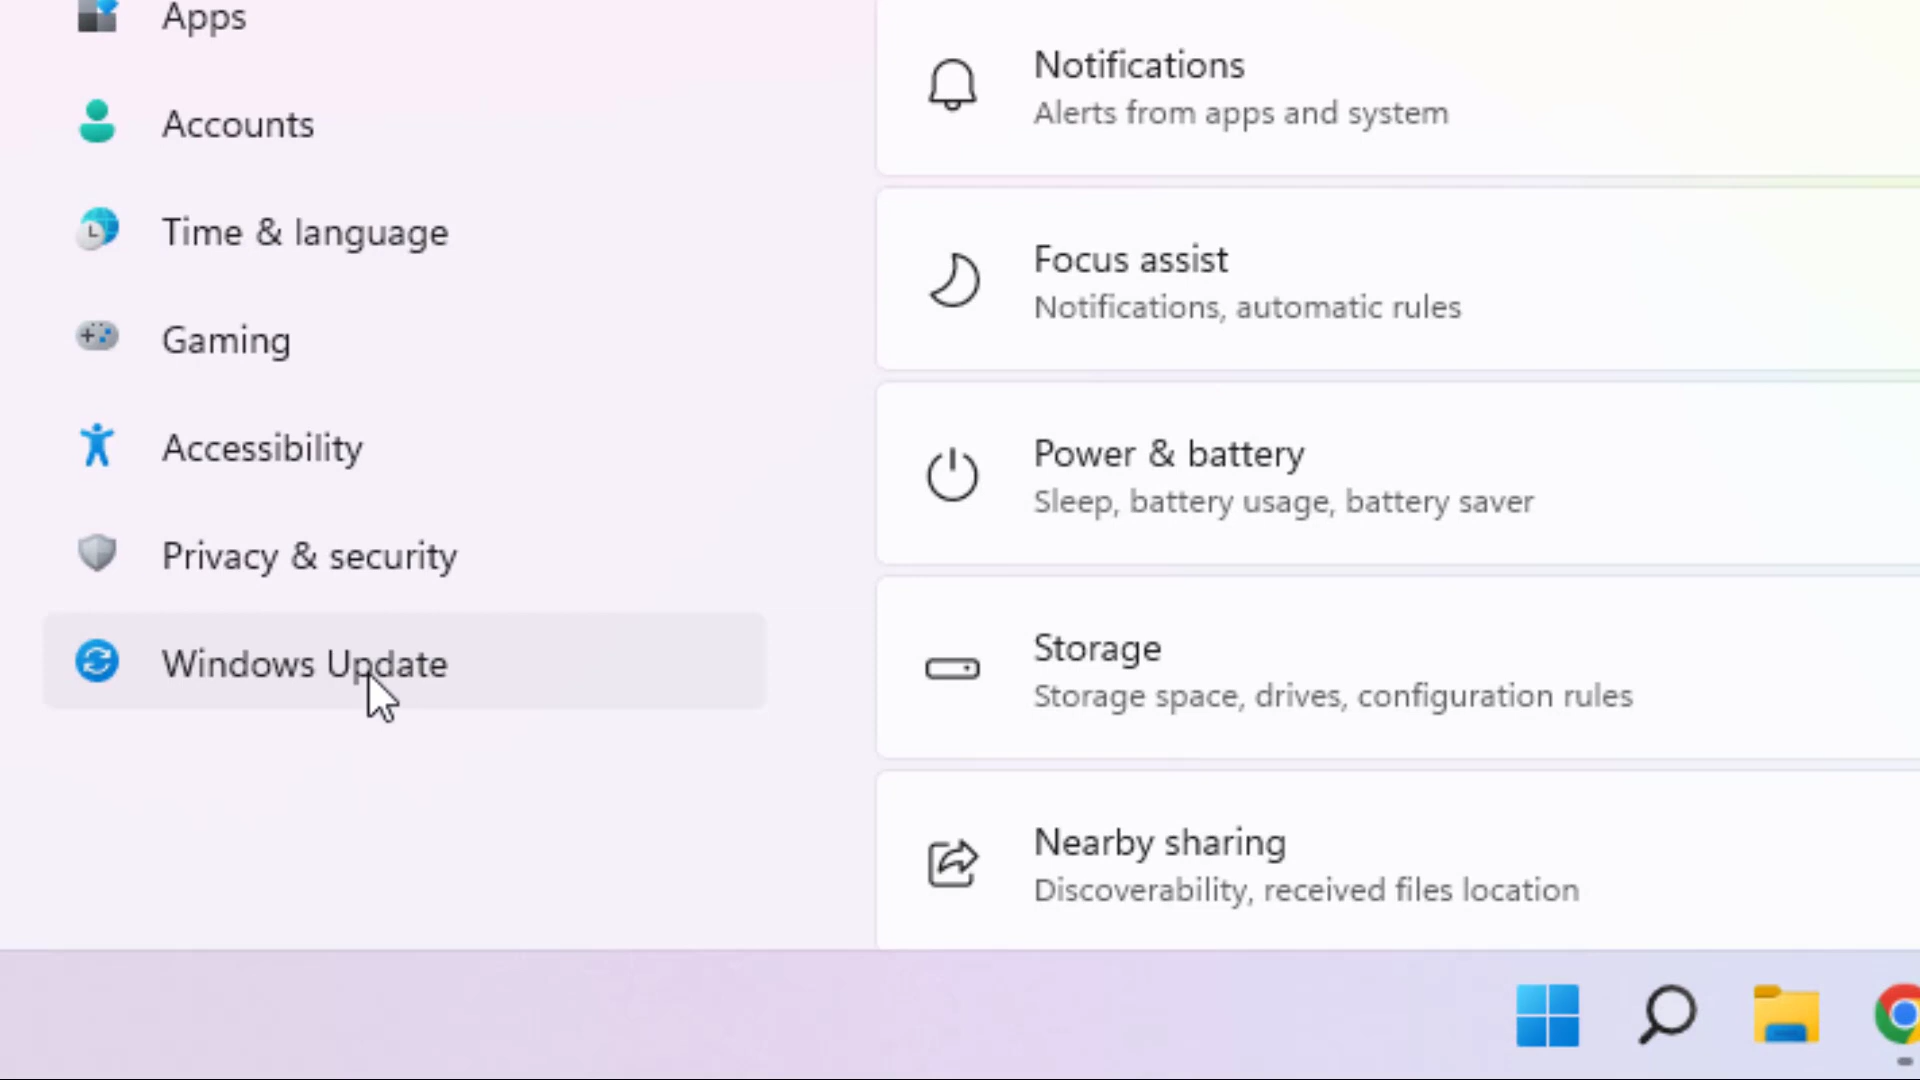 Apps
Accounts
Time & language
Gaming
Accessibility
Privacy & security
Windows Update
Notifications
Alerts from apps and system
Focus assist
Notifications, automatic rules
Power & battery
Sleep, battery usage, battery saver
Storage
Storage space, drives, configuration rules
Nearby sharing
Discoverability, received files location